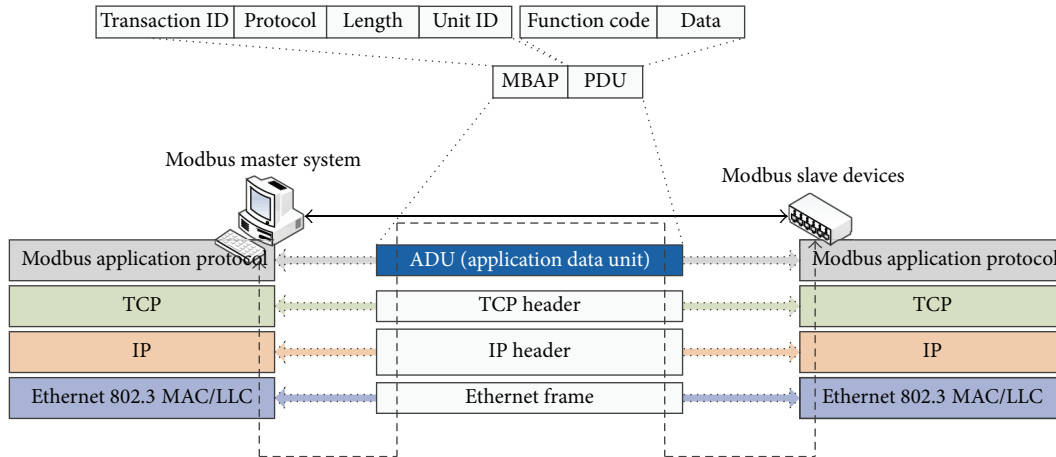 Transaction ID Protocol Length Unit ID Function code Data
MBAP PDU
Modbus master system
Modbus slave devices
Modbus application protocol ADU (application data unit) Modbus application protocol
TCP TCP header TCP
IP IP header IP
Ethernet 802.3 MAC/LLC Ethernet frame Ethernet 802.3 MAC/LLC